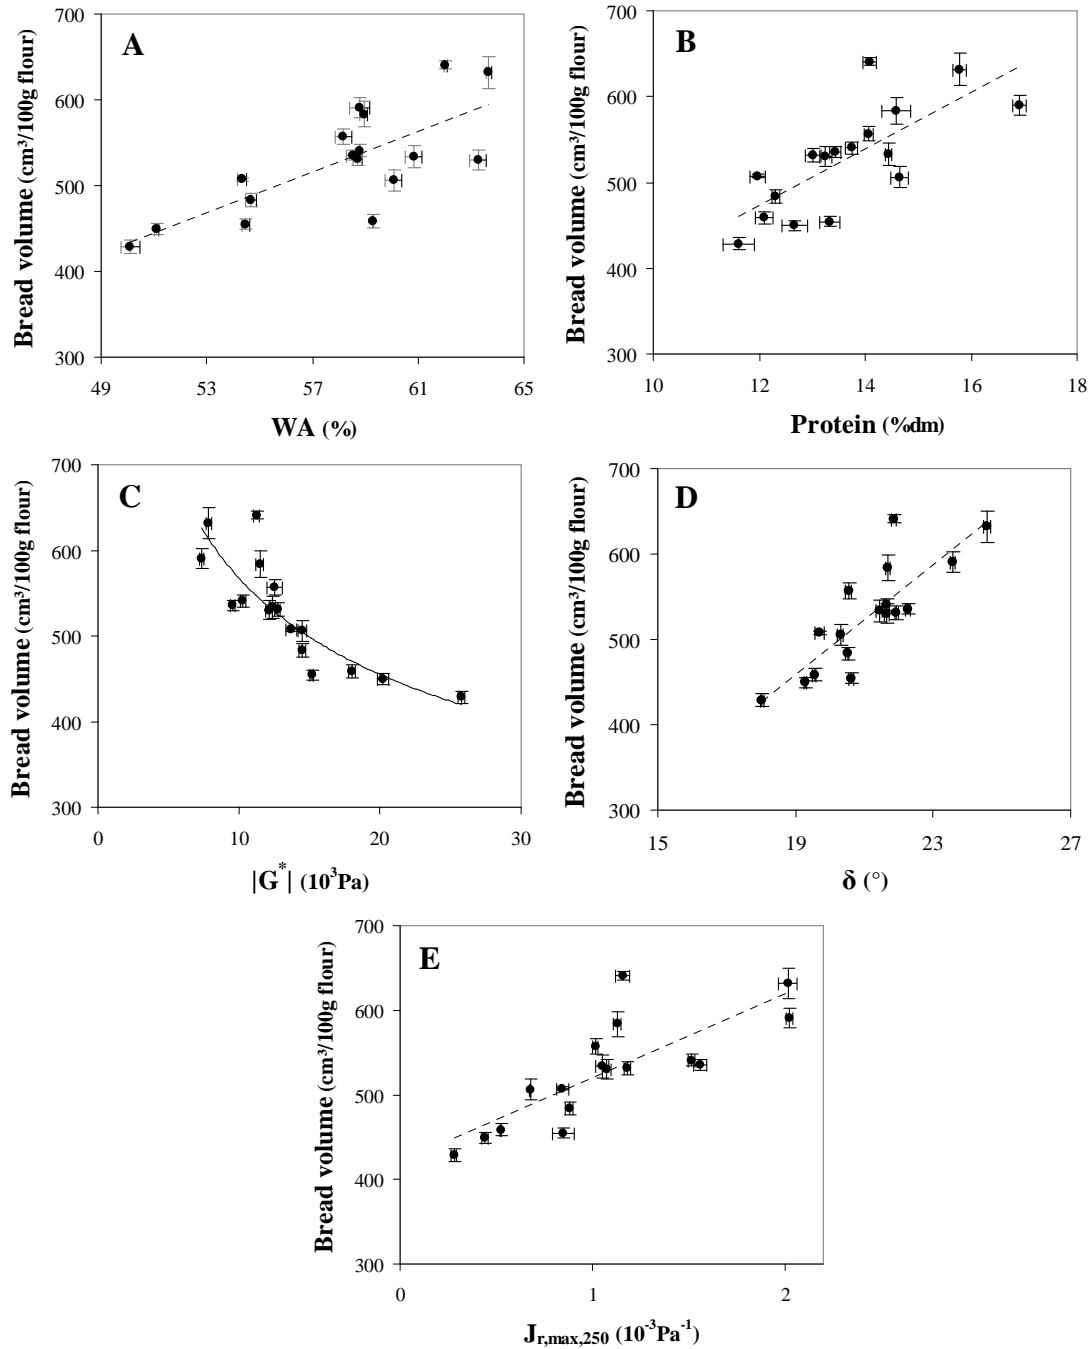 A
Bread volume (cm³/100g flour)
700
600
500
400
300
49 53 57 62 65
WA (%)
B
Bread volume (cm³/100g flour)
700
600
500
400
300
10 12 14 16 18
Protein (%dm)
C
Bread volume (cm³/100g flour)
700
600
500
400
300
0 10 20 30
|G*| (10³Pa)
D
Bread volume (cm³/100g flour)
700
600
500
400
300
15 19 23 27
δ (°)
E
Bread volume (cm³/100g flour)
700
600
500
400
300
0 1 2
Jr,max,250 (10⁻³Pa⁻¹)